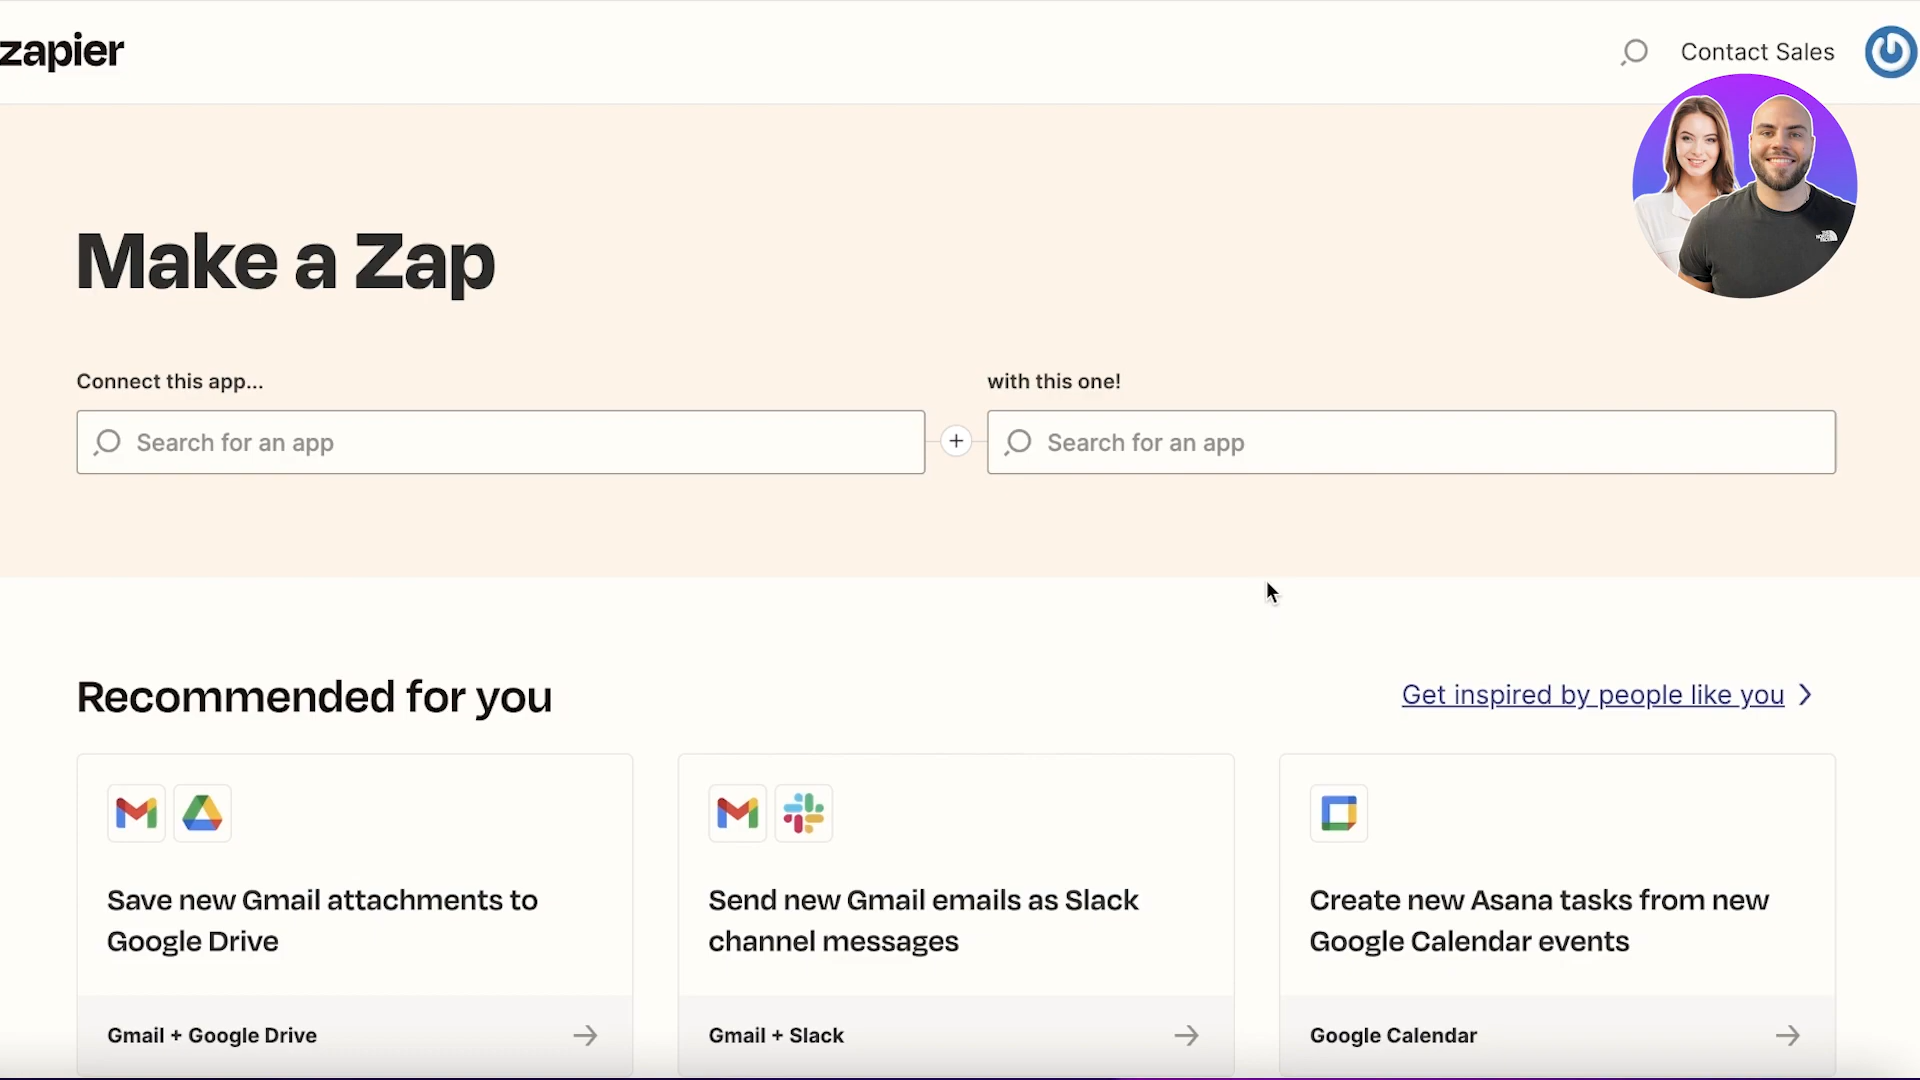 zapier
Contact Sales
Make a Zap
Connect this app...
with this one!
Search for an app
Search for an app
Recommended for you
Get inspired by people like you
Save new Gmail attachments to
Google Drive
Gmail + Google Drive
Send new Gmail emails as Slack
channel messages
Gmail + Slack
Create new Asana tasks from new
Google Calendar events
Google Calendar